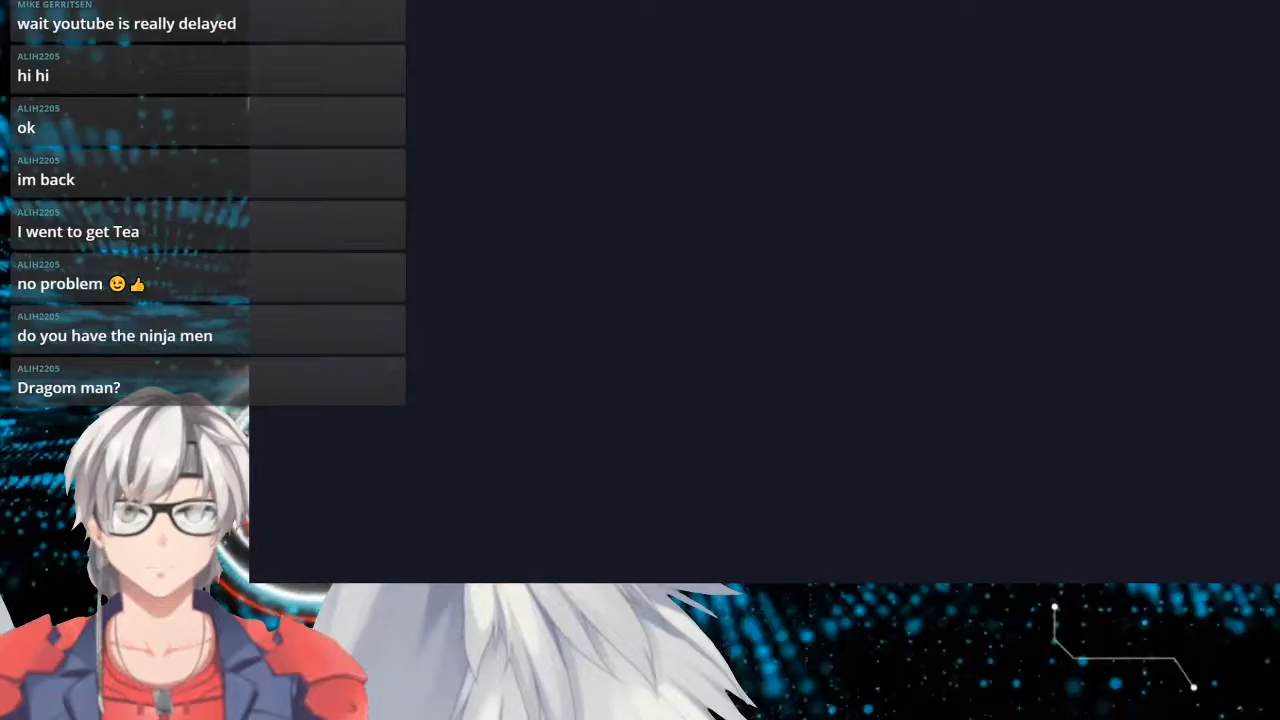 MIKE GERRITSEN
wait youtube is really delayed
ALIH2205
hi hi
ALIH2205
ok
ALIH2205
im back
ALIH2205
I went to get Tea
ALIH2205
no problem 😉👍
ALIH2205
do you have the ninja men
ALIH2205
Dragom man?